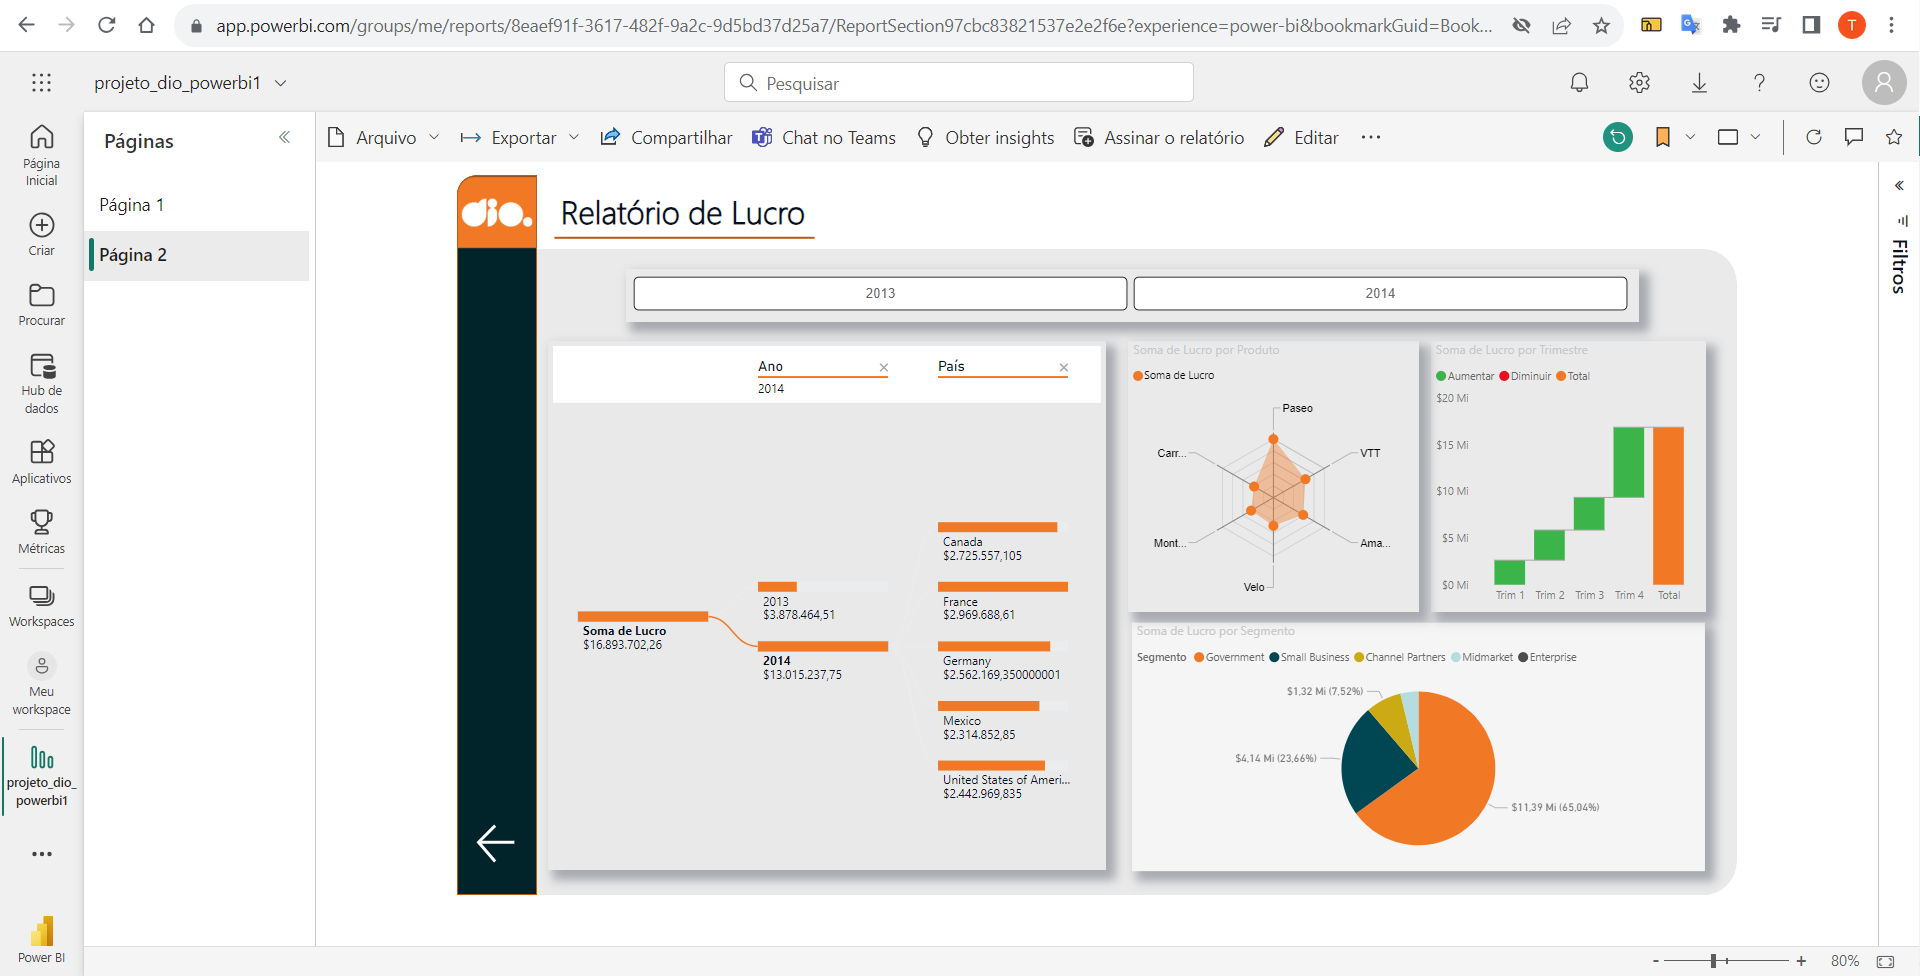 app.powerbi.com/groups/me/reports/8eaef91f-3617-482f-9a2c-9d5bd37d25a7/ReportSection97cbc83821537e2e2f6e?experience=power-bi&bookmarkGuid=Book...
T
projeto_dio_powerbi1
Pesquisar
Página Inicial
Criar
Procurar
Hub de dados
Aplicativos
Métricas
Workspaces
Meu workspace
projeto_dio_powerbi1
Power BI
Páginas
Página 1
Página 2
Arquivo
Exportar
Compartilhar
Chat no Teams
Obter insights
Assinar o relatório
Editar
Filtros
dio.
Relatório de Lucro
2013
2014
Ano
2014
País
Soma de Lucro
$16.893.702,26
2013
$3.878.464,51
2014
$13.015.237,75
Canada
$2.725.557,105
France
$2.969.688,61
Germany
$2.562.169,350000001
Mexico
$2.314.852,85
United States of Ameri...
$2.442.969,835
Soma de Lucro por Produto
Soma de Lucro
Paseo
VTT
Ama...
Velo
Mont...
Carr...
Soma de Lucro por Trimestre
Aumentar Diminuir Total
$20 Mi
$15 Mi
$10 Mi
$5 Mi
$0 Mi
Trim 1 Trim 2 Trim 3 Trim 4 Total
Soma de Lucro por Segmento
Segmento Government Small Business Channel Partners Midmarket Enterprise
$1,32 Mi (7,52%)
$4,14 Mi (23,66%)
$11,39 Mi (65,04%)
- + 80%